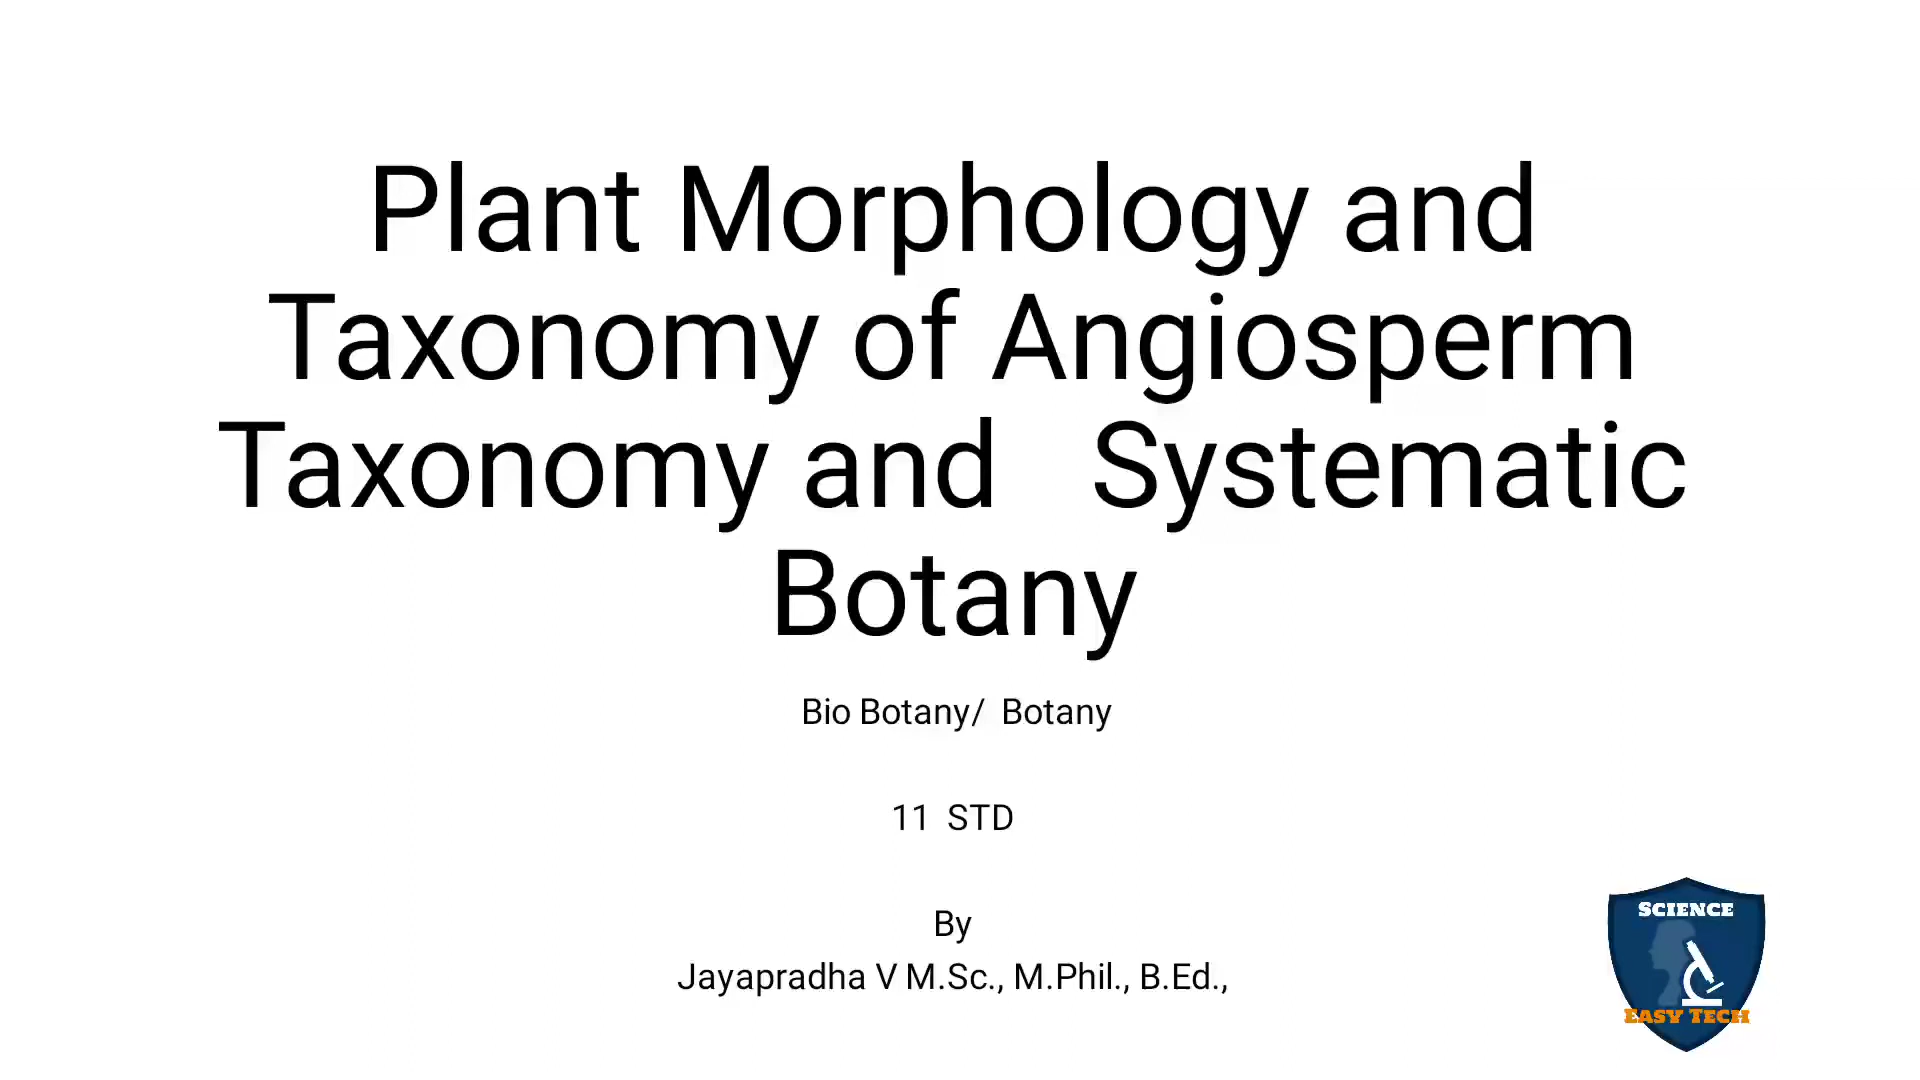 Plant Morphology and
Taxonomy of Angiosperm
Taxonomy and   Systematic
Botany
Bio Botany/  Botany
11  STD
By
Jayapradha V M.Sc., M.Phil., B.Ed.,
SCIENCE
EASY TECH